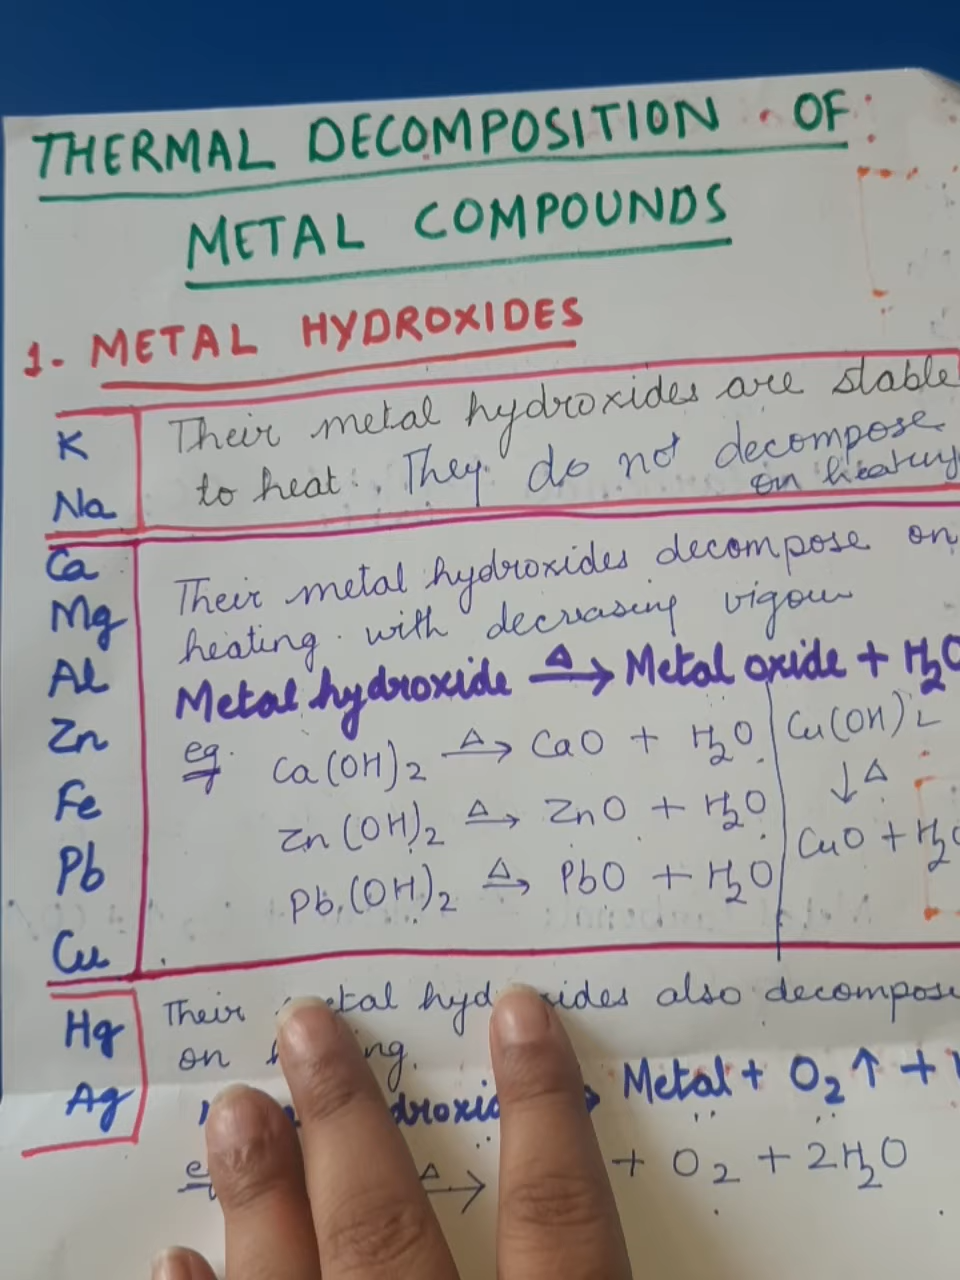 THERMAL DECOMPOSITION OF
METAL COMPOUNDS
1. METAL HYDROXIDES
K
Na
Their metal hydroxides are stable
to heat. They do not decompose
on heating
Ca
Mg
Al
Zn
Fe
Pb
Cu
Their metal hydroxides decompose on
heating with decreasing vigour
Metal hydroxide Δ→ Metal oxide + H₂O
eg. Ca(OH)₂ Δ→ CaO + H₂O
Zn(OH)₂ Δ→ ZnO + H₂O
Pb(OH)₂ Δ→ PbO + H₂O
Cu(OH)₂
↓Δ
CuO + H₂O
Hg
Ag
Their hydroxides also decompose
on
Metal + O₂↑ +
Δ→ + O₂ + 2H₂O